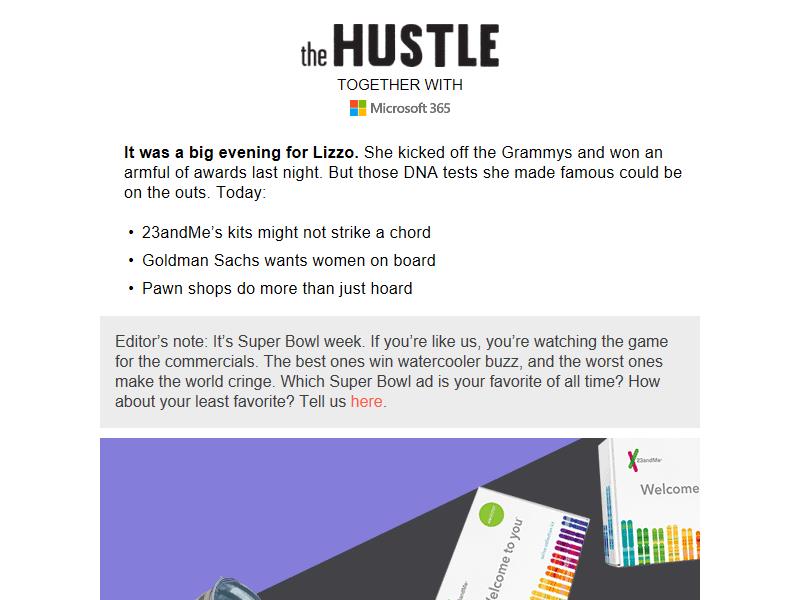 the HUSTLE
TOGETHER WITH
Microsoft 365
It was a big evening for Lizzo. She kicked off the Grammys and won an
armful of awards last night. But those DNA tests she made famous could be
on the outs. Today:
• 23andMe’s kits might not strike a chord
• Goldman Sachs wants women on board
• Pawn shops do more than just hoard
Editor’s note: It’s Super Bowl week. If you’re like us, you’re watching the game
for the commercials. The best ones win watercooler buzz, and the worst ones
make the world cringe. Which Super Bowl ad is your favorite of all time? How
about your least favorite? Tell us here.
23andMe
Welcome
elcome to you